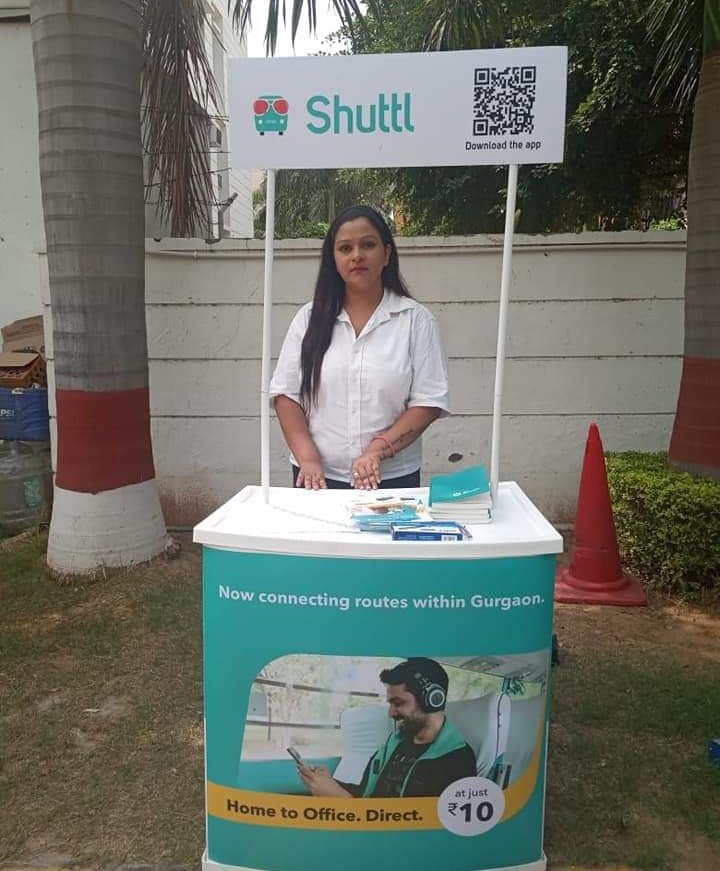 Shuttl
Download the app
Now connecting routes within Gurgaon.
at just
₹10
Home to Office. Direct.